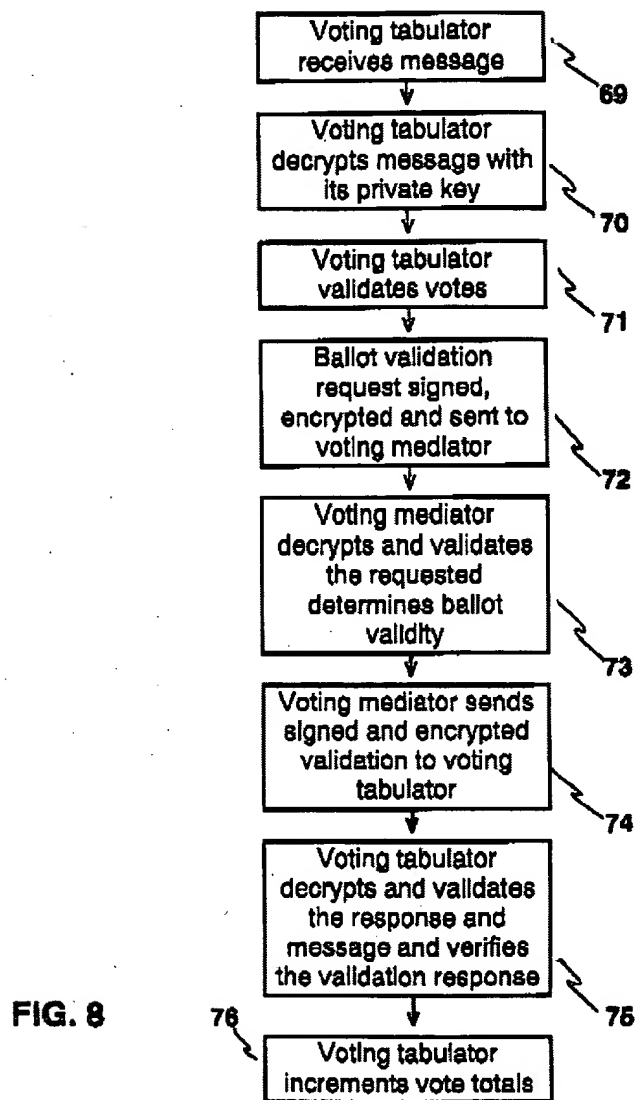 Voting tabulator
receives message
69
Voting tabulator
decrypts message with
its private key
70
Voting tabulator
validates votes
71
Ballot validation
request signed,
encrypted and sent to
voting mediator
72
Voting mediator
decrypts and validates
the requested
determines ballot
validity
73
Voting mediator sends
signed and encrypted
validation to voting
tabulator
74
Voting tabulator
decrypts and validates
the response and
message and verifies
the validation response
75
FIG. 8
76
Voting tabulator
increments vote totals